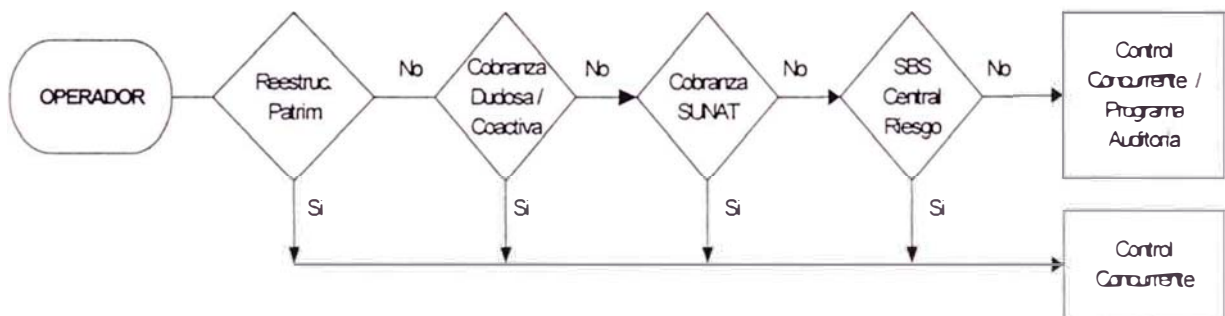 OPERADOR
Reestruc.
Patrim
No
Cobranza
Dudosa /
Coactiva
No
Cobranza
SUNAT
No
SBS
Central
Riesgo
No
Control
Concurrente /
Programa
Auditoria
Si
Si
Si
Si
Control
Concurrente